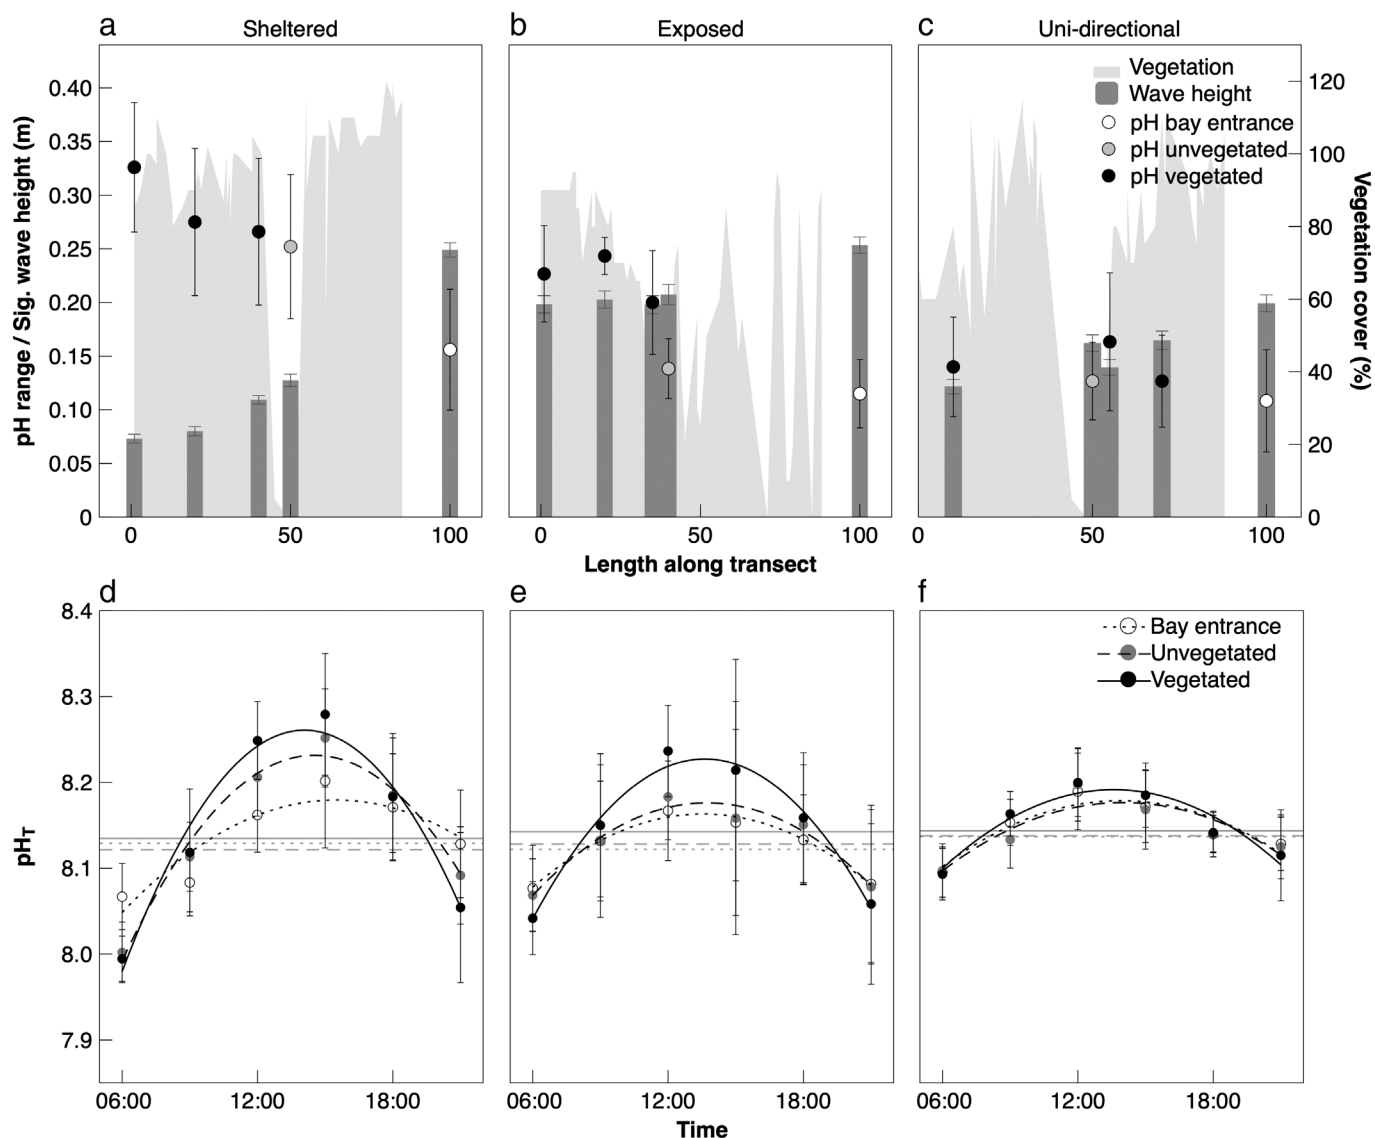 a Sheltered b Exposed c Uni-directional
pH range / Sig. wave height (m)
0.40
0.35
0.30
0.25
0.20
0.15
0.10
0.05
0
Vegetation
Wave height
pH bay entrance
pH unvegetated
pH vegetated
120
100
80
60
40
20
0
Vegetation cover (%)
0 50 100 0 50 100 0 50 100
Length along transect
d e f
pHT
8.4
8.3
8.2
8.1
8.0
7.9
Bay entrance
Unvegetated
Vegetated
06:00 12:00 18:00 06:00 12:00 18:00 06:00 12:00 18:00
Time